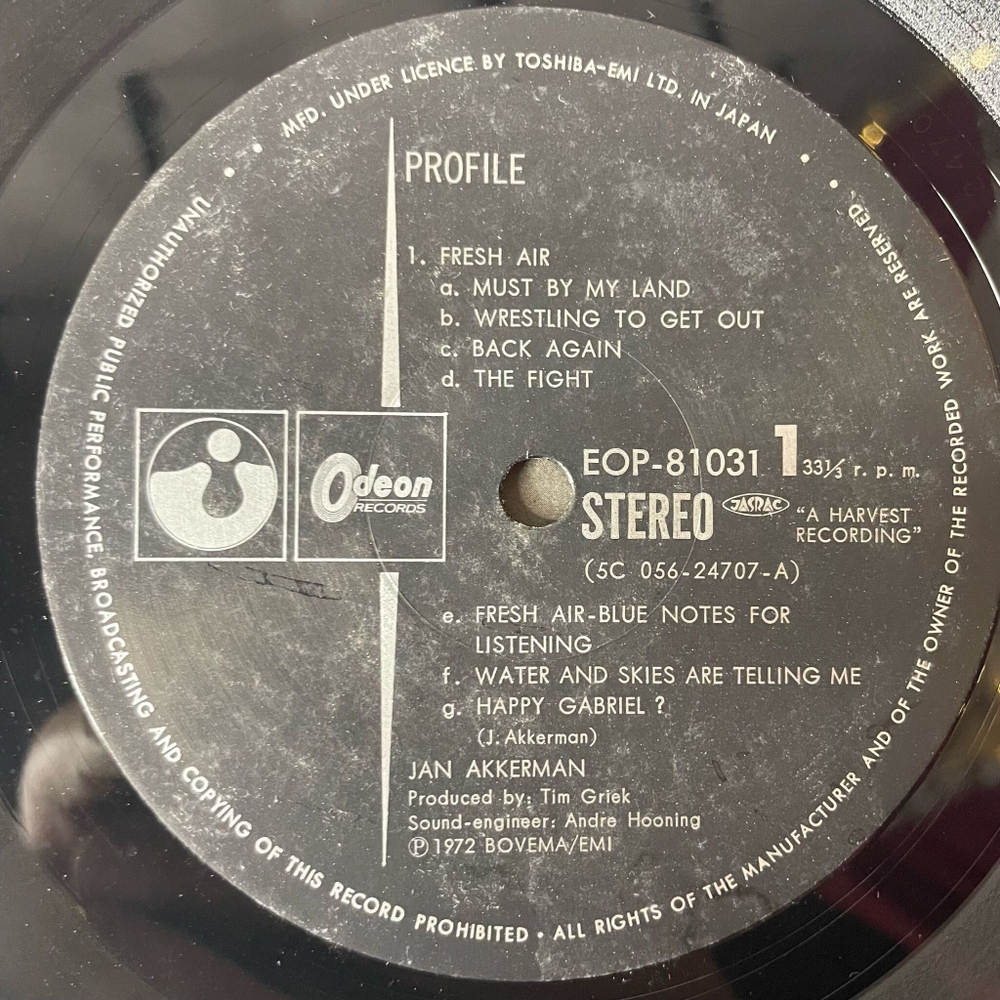 MFD. UNDER LICENCE BY TOSHIBA-EMI LTD. IN JAPAN
PROFILE
1. FRESH AIR
a. MUST BY MY LAND
b. WRESTLING TO GET OUT
c. BACK AGAIN
d. THE FIGHT
Odeon
RECORDS
EOP-81031 1 33⅓ r. p. m.
STEREO JASRAC "A HARVEST
RECORDING"
(5C 056-24707-A)
e. FRESH AIR-BLUE NOTES FOR
LISTENING
f. WATER AND SKIES ARE TELLING ME
g. HAPPY GABRIEL ?
(J. Akkerman)
JAN AKKERMAN
Produced by: Tim Griek
Sound-engineer: Andre Hooning
Ⓟ1972 BOVEMA/EMI
UNAUTHORIZED PUBLIC PERFORMANCE, BROADCASTING AND COPYING OF THIS RECORD PROHIBITED • ALL RIGHTS OF THE MANUFACTURER AND OF THE OWNER OF THE RECORDED WORK ARE RESERVED